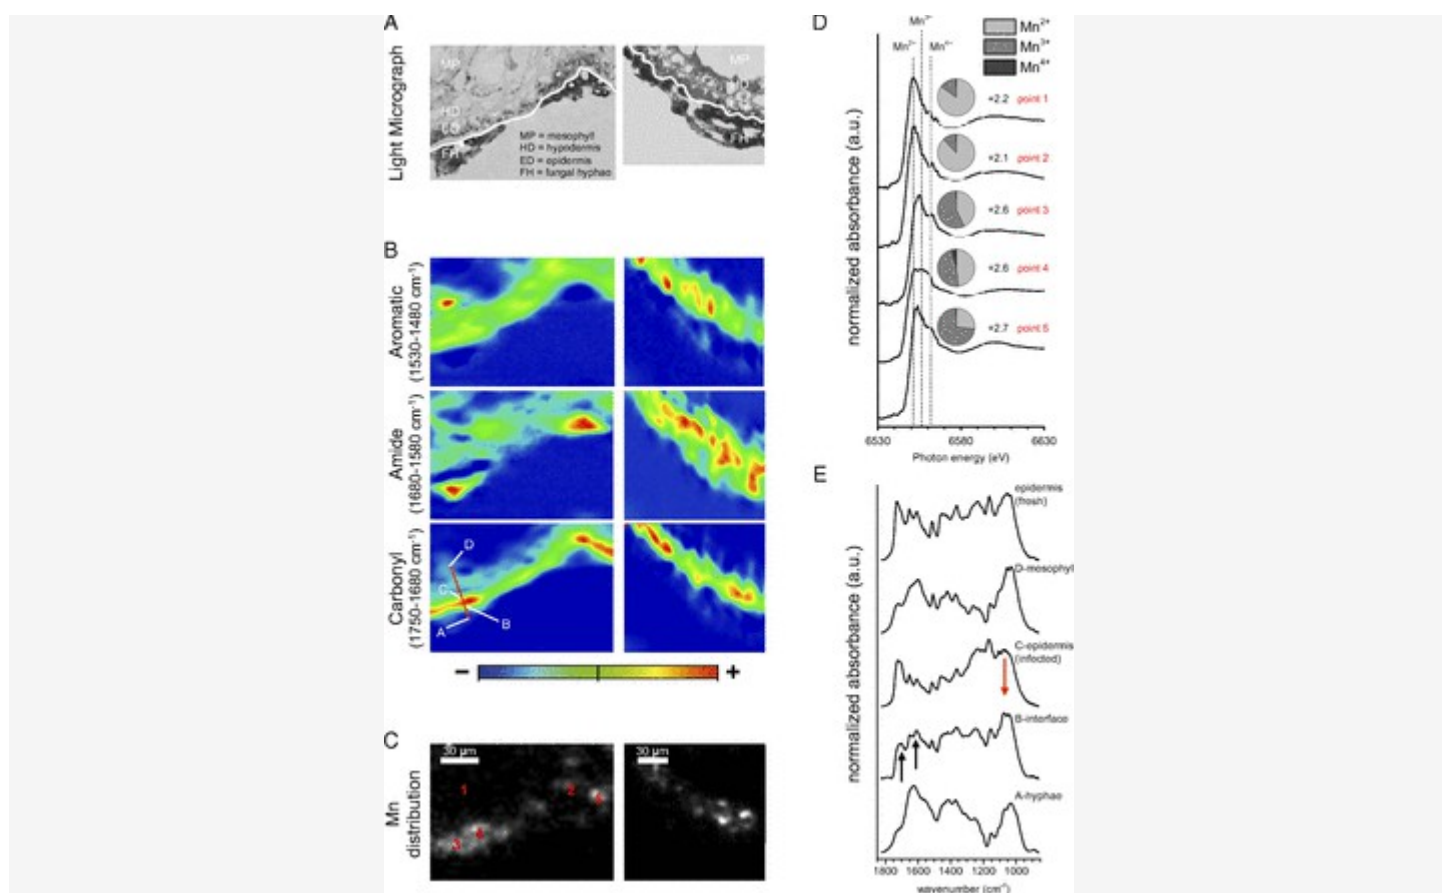 A
Light Micrograph
MP
HD
ED
FH
MP = mesophyll
HD = hypidermis
ED = epidermis
FH = fungal hyphae
MP
B
Aromatic
(1530-1480 cm⁻¹)
Amide
(1680-1580 cm⁻¹)
Carbonyl
(1750-1680 cm⁻¹)
D
C
B
A
− +
C
Mn
distribution
30 µm
1
2
5
4
3
30 µm
D
Mn²⁺
Mn³⁺
Mn⁴⁺
Mn³⁺
Mn²⁺
Mn⁴⁺
normalized absorbance (a.u.)
+2.2 point 1
+2.1 point 2
+2.6 point 3
+2.6 point 4
+2.7 point 5
6530 6580 6630
Photon energy (eV)
E
normalized absorbance (a.u.)
epidermis
(fresh)
D-mesophyl
C-epidermis
(infected)
B-interface
A-hyphae
1800 1600 1400 1200 1000
wavenumber (cm⁻¹)